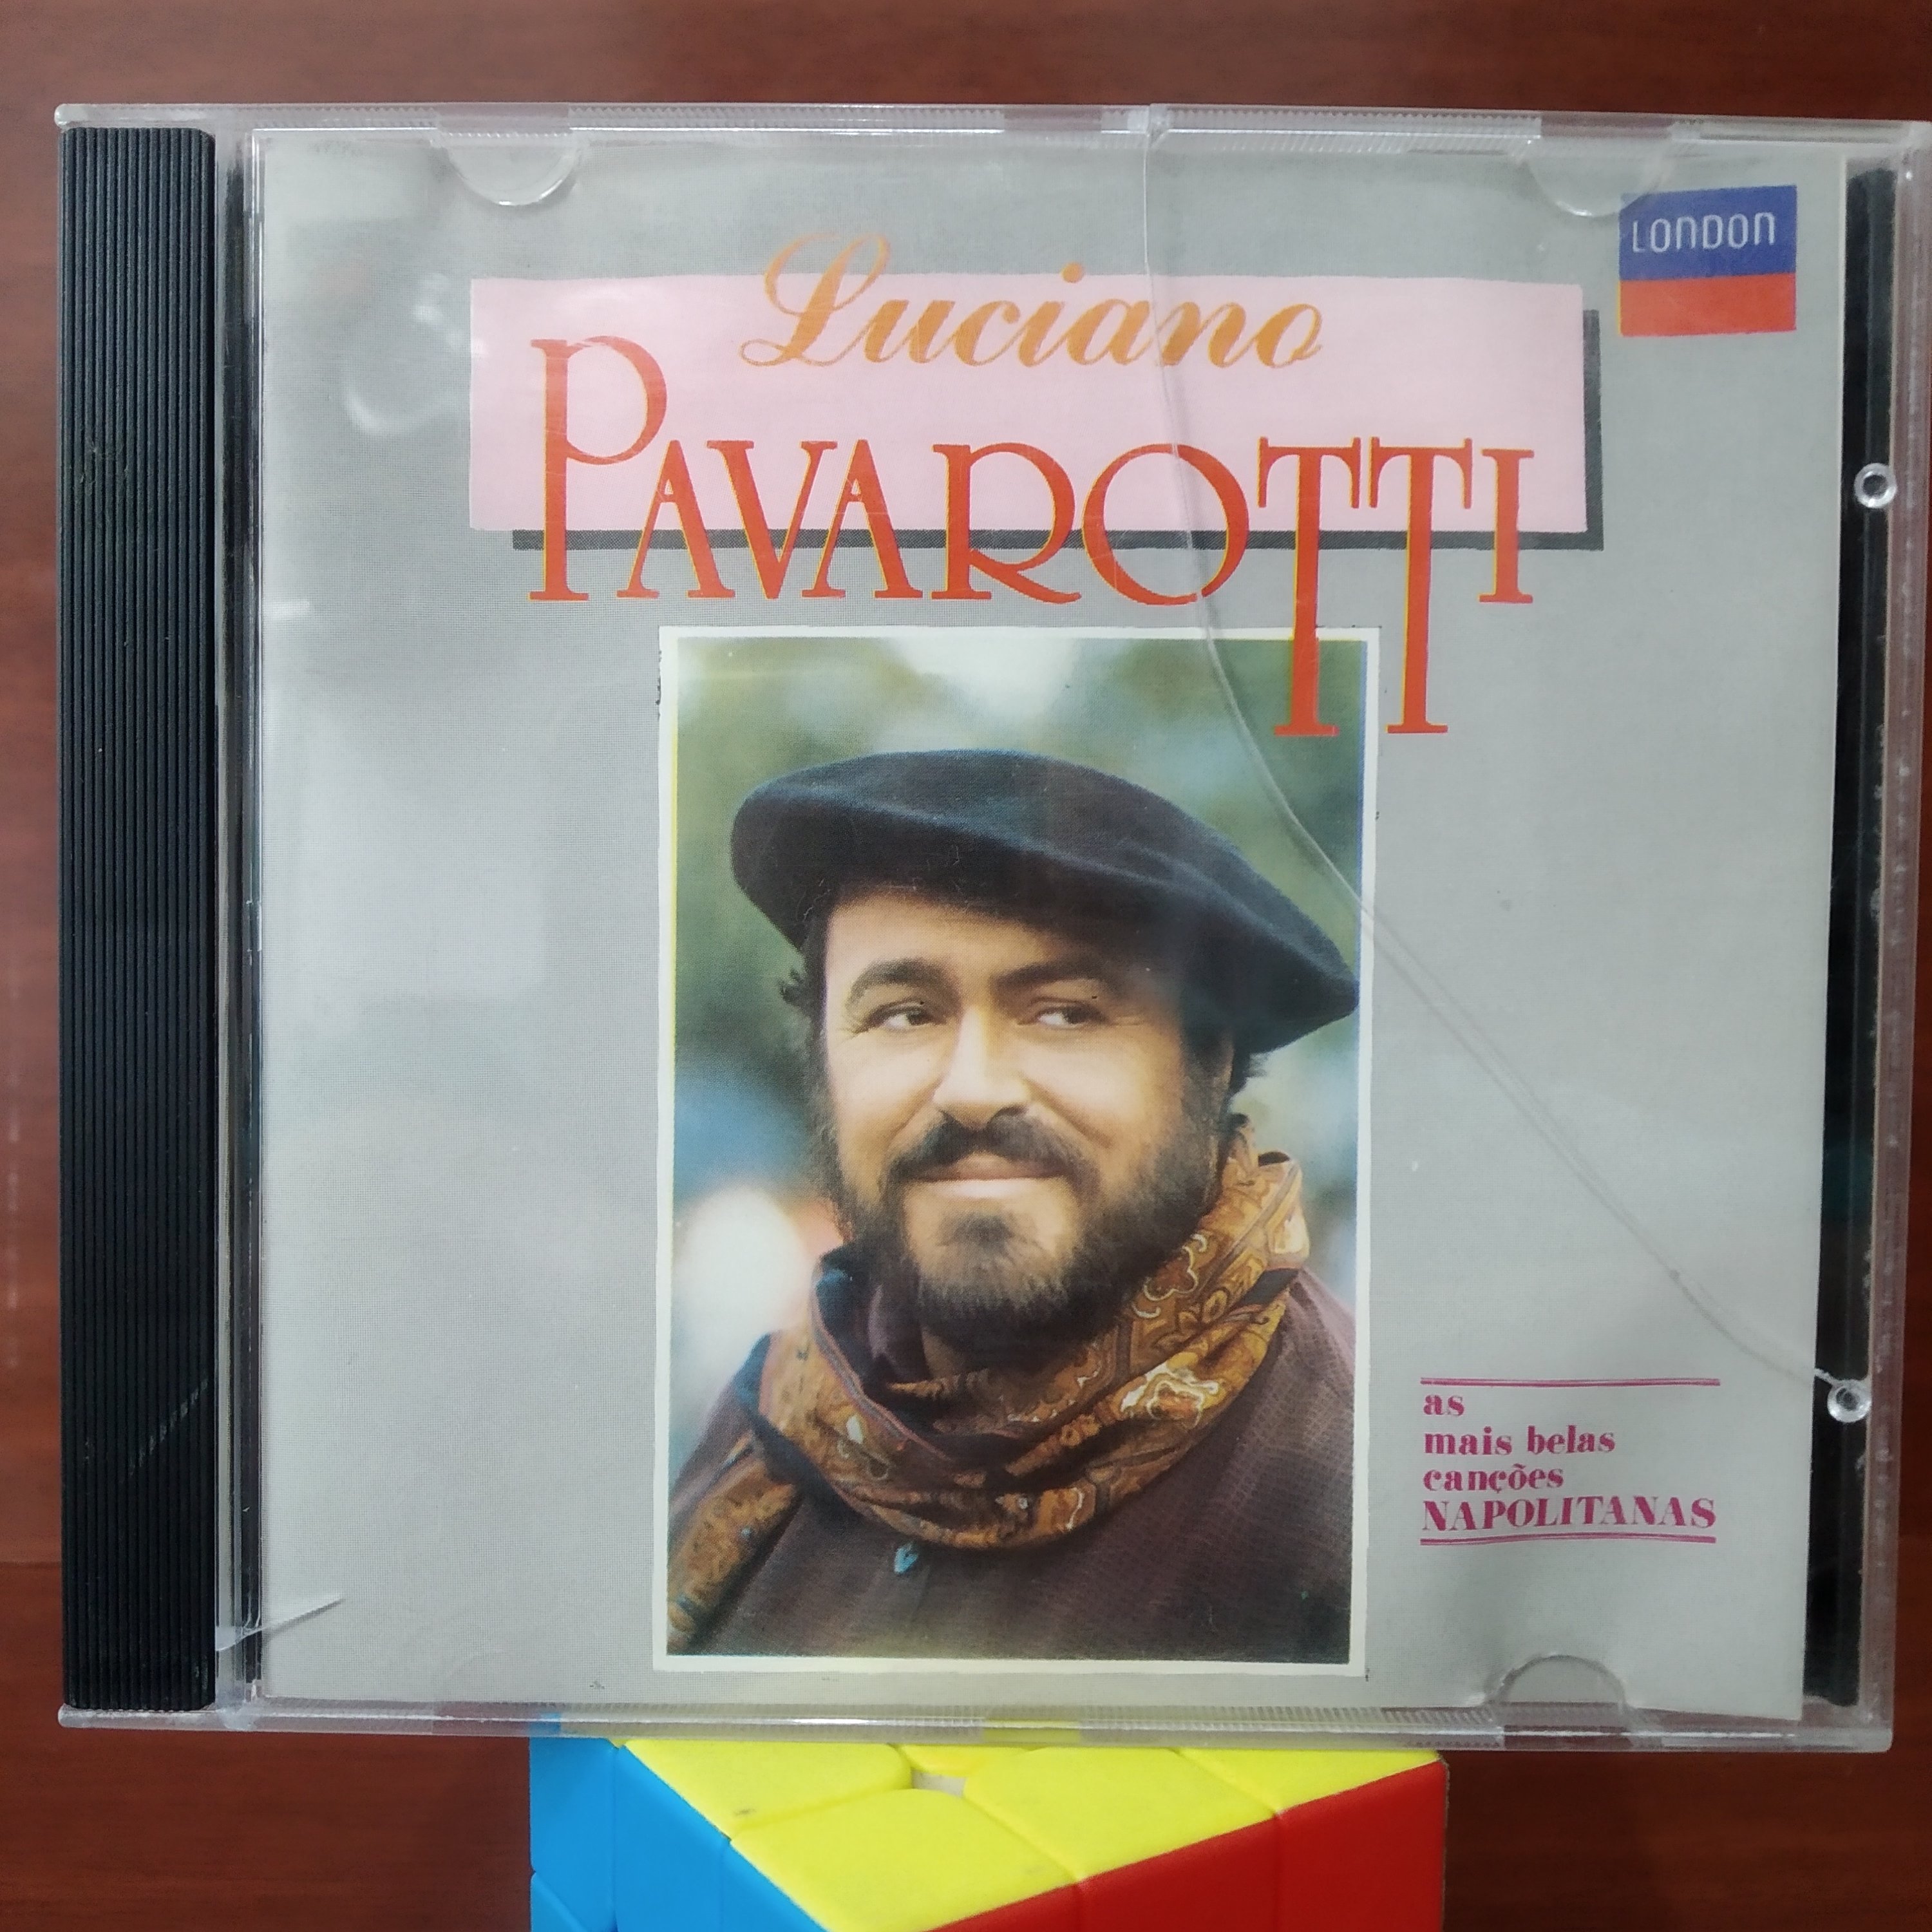 LONDON
Luciano
PAVAROTTI
as
mais belas
canções
NAPOLITANAS